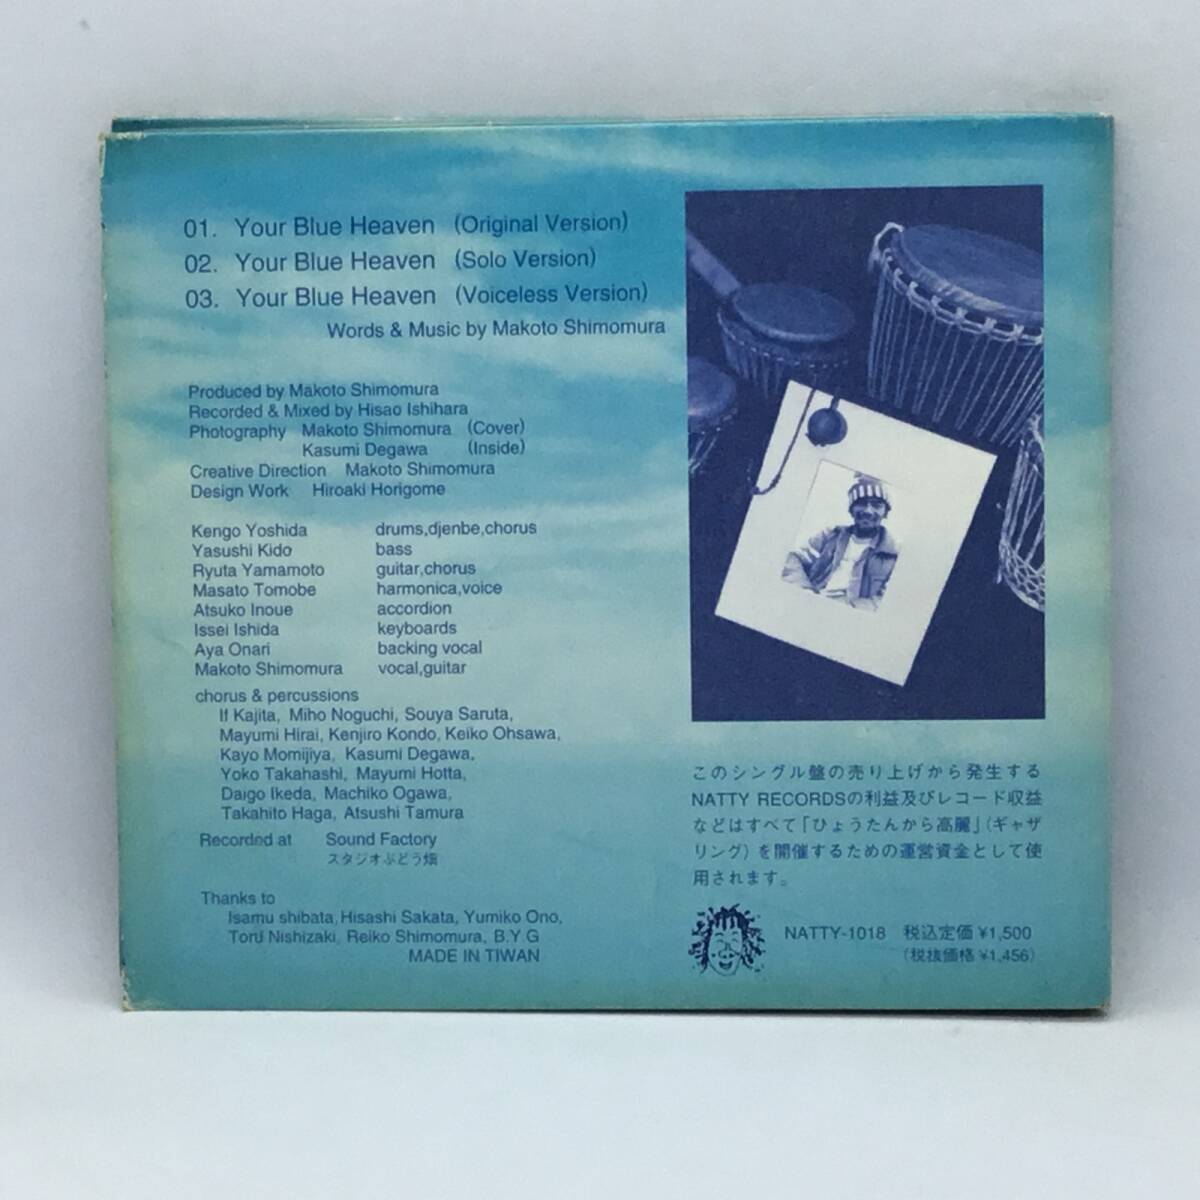 01. Your Blue Heaven (Original Version)
02. Your Blue Heaven (Solo Version)
03. Your Blue Heaven (Voiceless Version)
Words & Music by Makoto Shimomura
Produced by Makoto Shimomura
Recorded & Mixed by Hisao Ishihara
Photography Makoto Shimomura (Cover)
Kasumi Degawa (Inside)
Creative Direction Makoto Shimomura
Design Work Hiroaki Horigome
Kengo Yoshida drums,djenbe,chorus
Yasushi Kido bass
Ryuta Yamamoto guitar,chorus
Masato Tomobe harmonica,voice
Atsuko Inoue accordion
Issei Ishida keyboards
Aya Onari backing vocal
Makoto Shimomura vocal,guitar
chorus & percussions
If Kajita, Miho Noguchi, Souya Saruta,
Mayumi Hirai, Kenjiro Kondo, Keiko Ohsawa,
Kayo Momijiya, Kasumi Degawa,
Yoko Takahashi, Mayumi Hotta,
Daigo Ikeda, Machiko Ogawa,
Takahito Haga, Atsushi Tamura
Recorded at Sound Factory
スタジオぶどう畑
Thanks to
Isamu shibata, Hisashi Sakata, Yumiko Ono,
Toru Nishizaki, Reiko Shimomura, B.Y.G
MADE IN TIWAN
このシングル盤の売り上げから発生する
NATTY RECORDSの利益及びレコード収益
などはすべて「ひょうたんから高麗」(ギャザ
リング)を開催するための運営資金として使
用されます。
NATTY-1018 税込定価¥1,500
(税抜価格¥1,456)